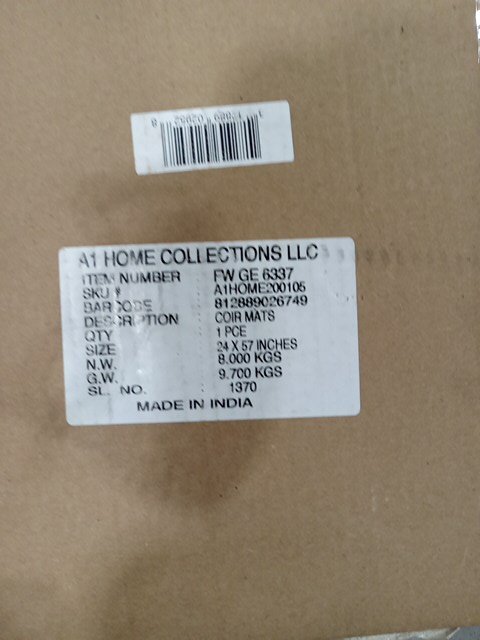 A1 HOME COLLECTIONS LLC
ITEM NUMBER : FW GE 6337
SKU # : A1HOME200105
BARCODE : 812889026749
DESCRIPTION : COIR MATS
QTY : 1 PCE
SIZE : 24 X 57 INCHES
N.W. : 8.000 KGS
G.W. : 9.700 KGS
SL. NO. : 1370
MADE IN INDIA